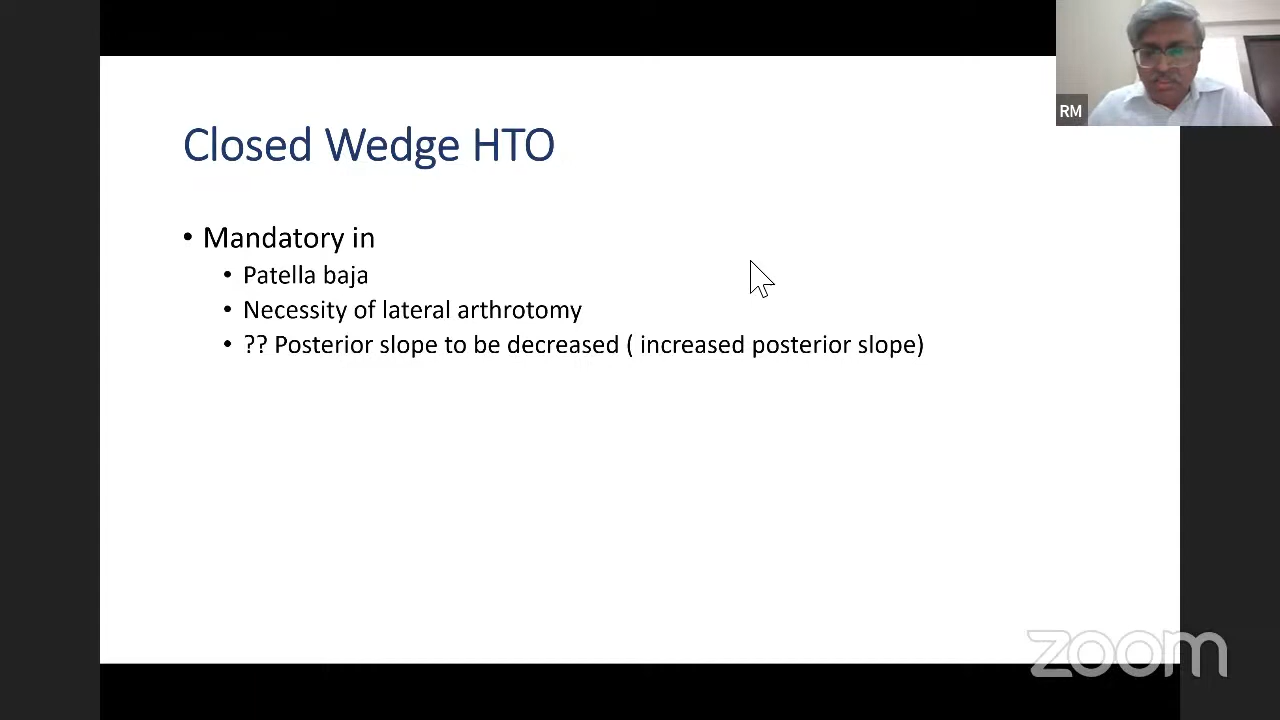 RM
Closed Wedge HTO
• Mandatory in
• Patella baja
• Necessity of lateral arthrotomy
• ?? Posterior slope to be decreased ( increased posterior slope)
zoom